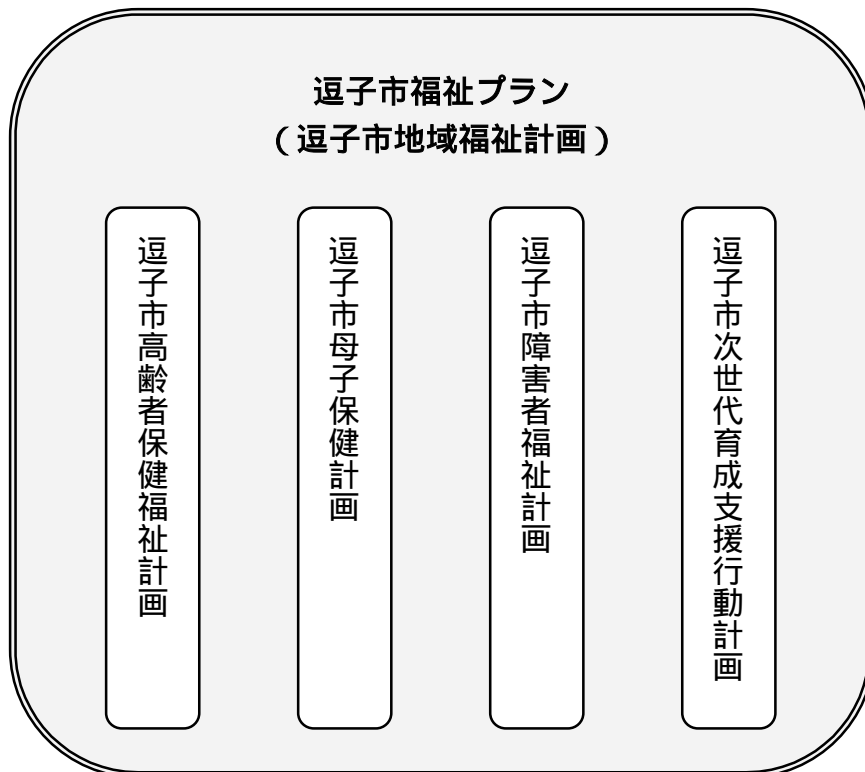 逗子市福祉プラン
（逗子市地域福祉計画）
逗子市高齢者保健福祉計画
逗子市母子保健計画
逗子市障害者福祉計画
逗子市次世代育成支援行動計画